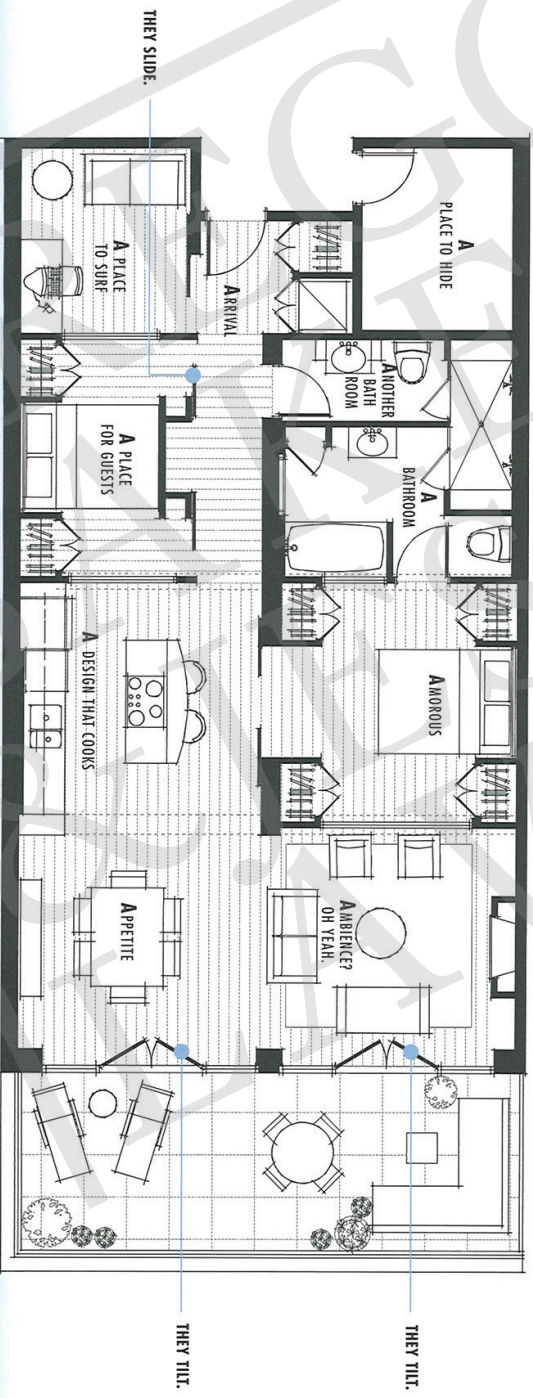 THEY SLIDE.
A PLACE
TO HIDE
A PLACE
TO SURF
ARRIVAL
ANOTHER
BATH
ROOM
A
BATHROOM
A PLACE
FOR GUESTS
AMOROUS
A DESIGN THAT COOKS
AMBIENCE?
OH YEAH.
APPETITE
THEY TILT.
THEY TILT.